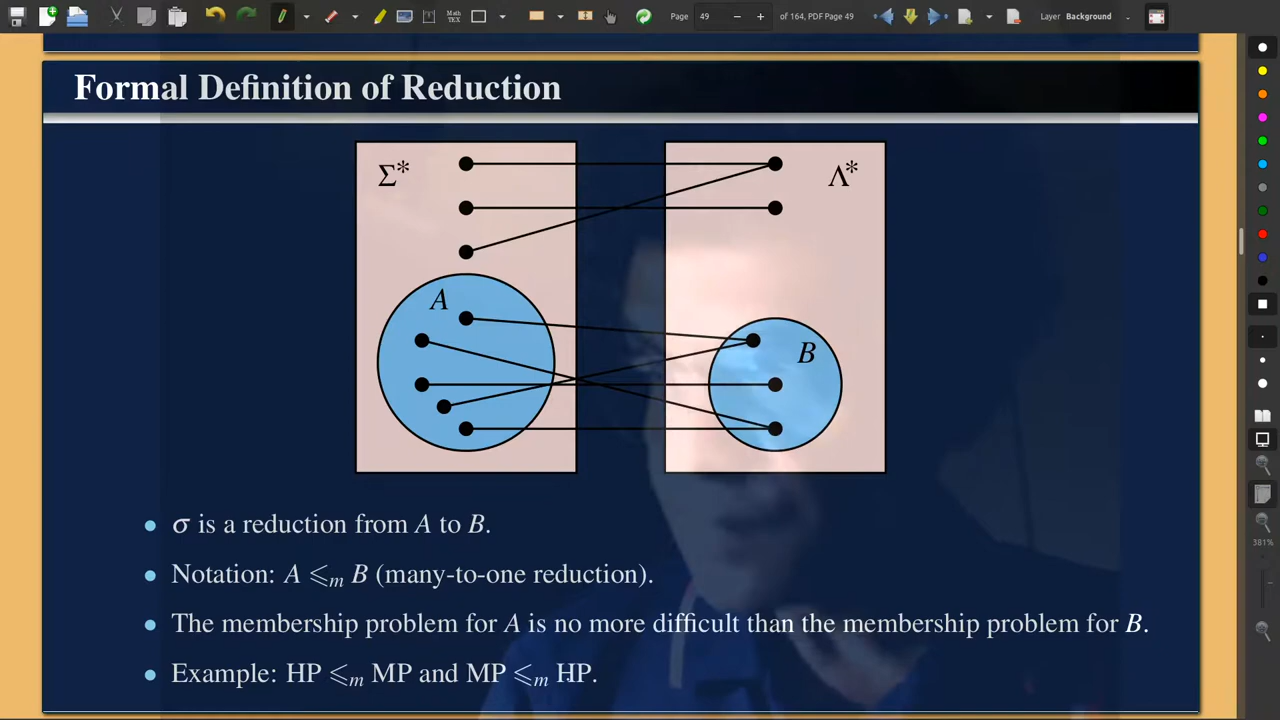 Page 49 of 164, PDF Page 49 Layer Background
Math
TEX
T
Formal Definition of Reduction
Σ* Λ*
A
B
σ is a reduction from A to B.
Notation: A ⩽m B (many-to-one reduction).
The membership problem for A is no more difficult than the membership problem for B.
Example: HP ⩽m MP and MP ⩽m HP.
381%